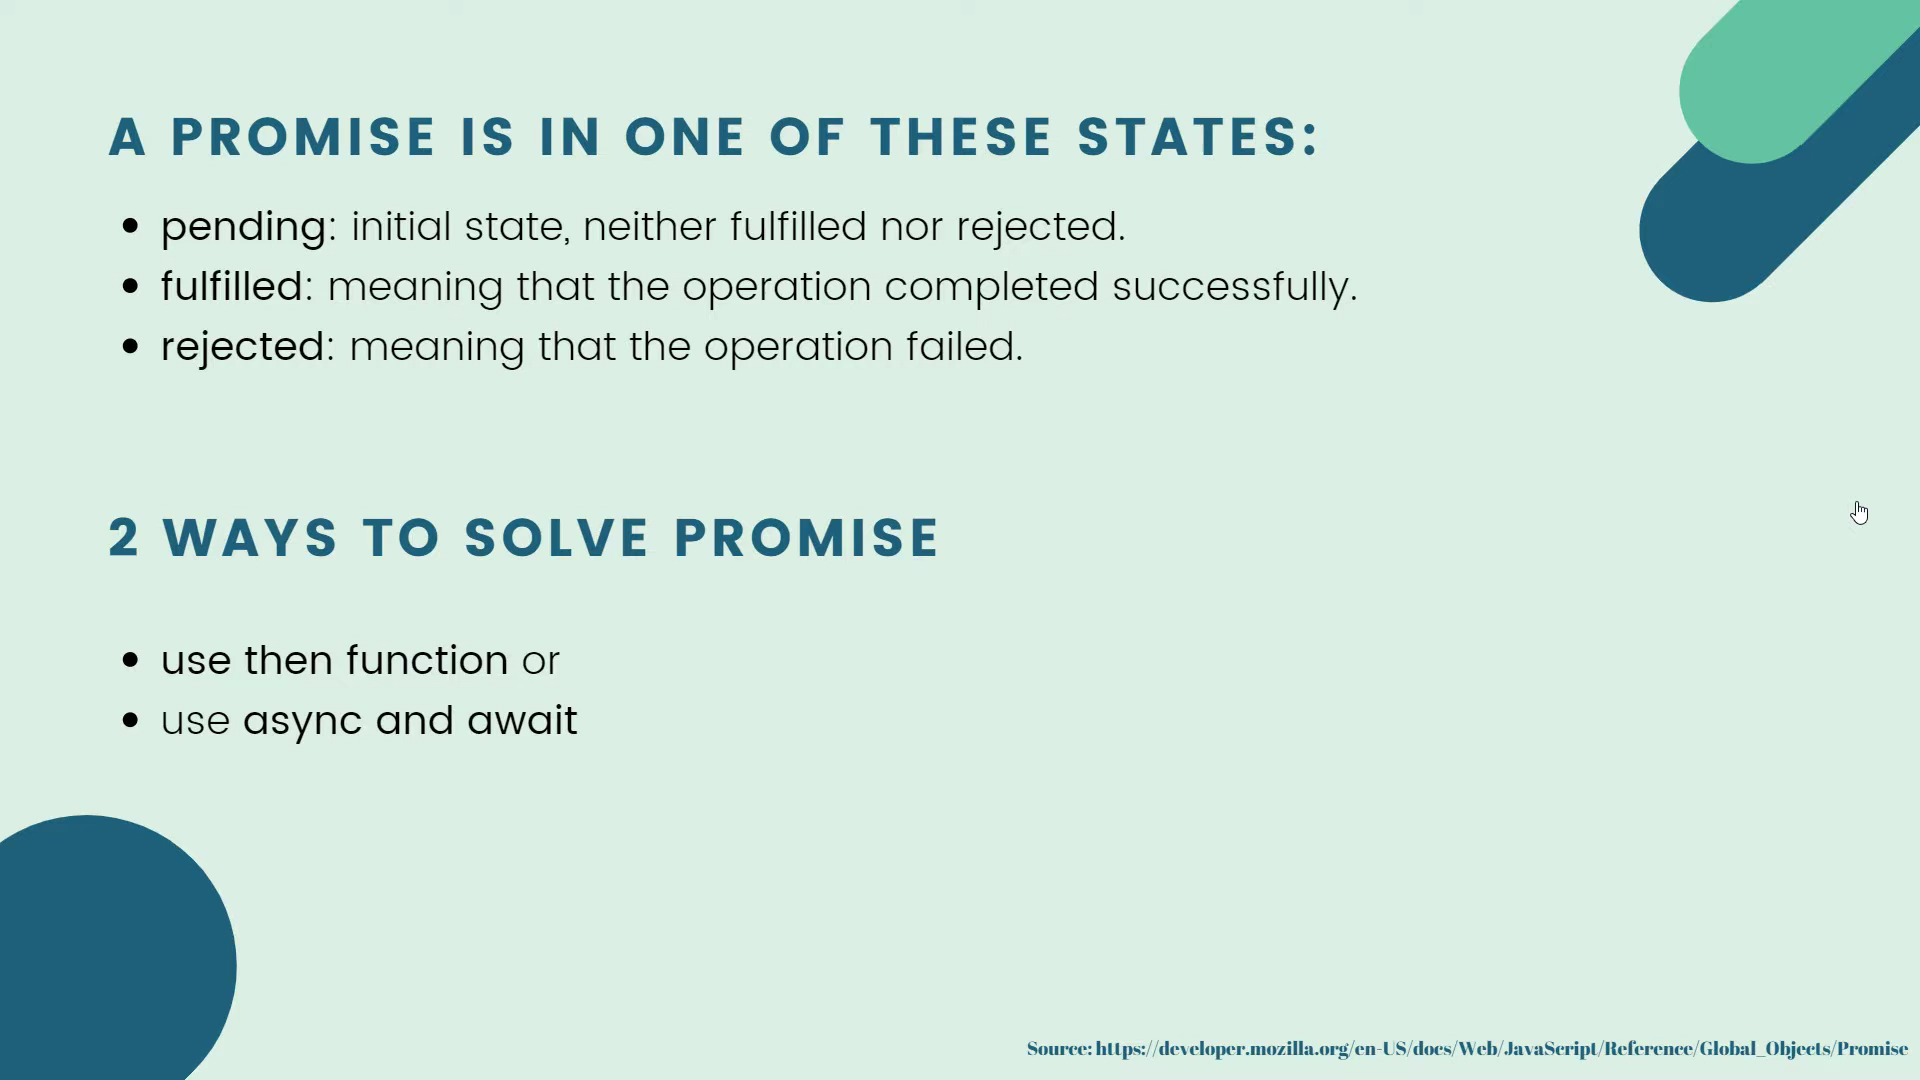 A PROMISE IS IN ONE OF THESE STATES:
• pending: initial state, neither fulfilled nor rejected.
• fulfilled: meaning that the operation completed successfully.
• rejected: meaning that the operation failed.
2 WAYS TO SOLVE PROMISE
• use then function or
• use async and await
Source: https://developer.mozilla.org/en-US/docs/Web/JavaScript/Reference/Global_Objects/Promise